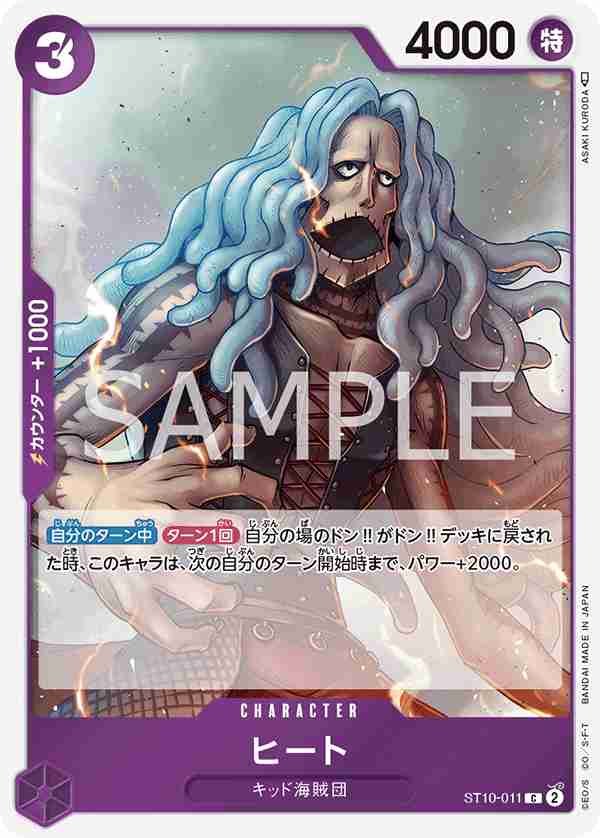 3
4000
特
ASAKI KURODA
カウンター +1000
SAMPLE
自分のターン中 ターン1回 自分の場のドン!!がドン!!デッキに戻され
た時、このキャラは、次の自分のターン開始時まで、パワー+2000。
CHARACTER
ヒート
キッド海賊団
ST10-011 C 2
©EO/S ©O/S・F・T BANDAI MADE IN JAPAN